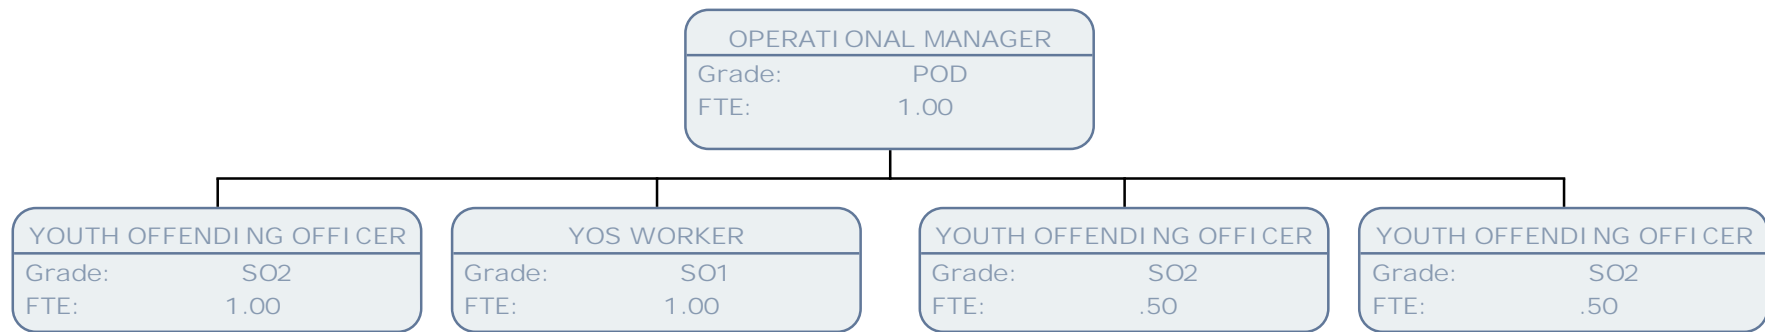 OPERATIONAL MANAGER
Grade: POD
FTE: 1.00
YOUTH OFFENDING OFFICER
Grade: SO2
FTE: 1.00
YOS WORKER
Grade: SO1
FTE: 1.00
YOUTH OFFENDING OFFICER
Grade: SO2
FTE: .50
YOUTH OFFENDING OFFICER
Grade: SO2
FTE: .50